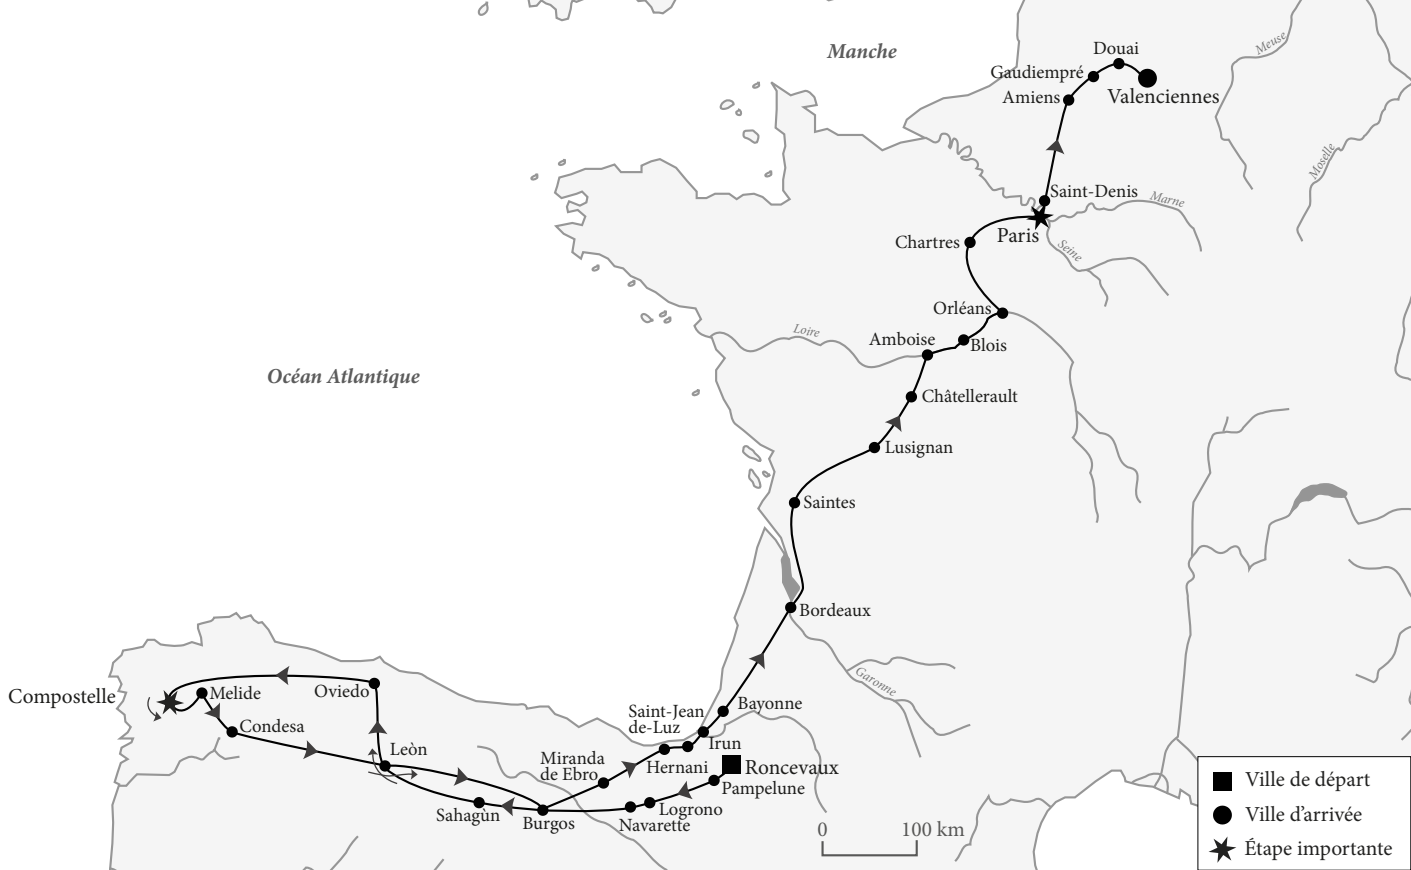 Manche
Meuse
Douai
Gaudiempré
Valenciennes
Amiens
Moselle
Saint-Denis
Marne
Paris
Chartres
Seine
Orléans
Loire
Amboise
Blois
Océan Atlantique
Châtellerault
Lusignan
Saintes
Bordeaux
Garonne
Compostelle
Melide
Oviedo
Condesa
Leòn
Saint-Jean
de-Luz
Bayonne
Irun
Miranda
de Ebro
Hernani
Roncevaux
Pampelune
Logrono
Navarette
Sahagùn
Burgos
0 100 km
Ville de départ
Ville d'arrivée
Étape importante